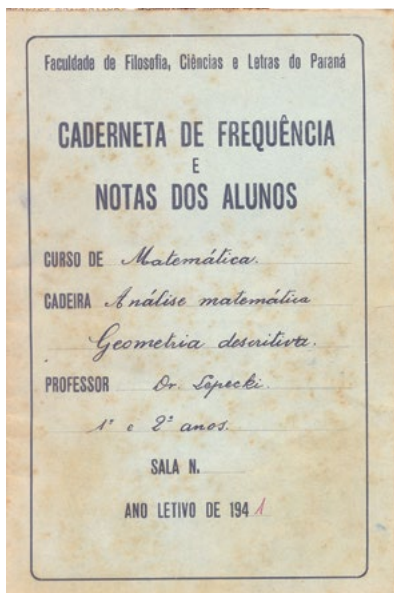 Faculdade de Filosofia, Ciências e Letras do Paraná
CADERNETA DE FREQUÊNCIA
E
NOTAS DOS ALUNOS
CURSO DE Matemática.
CADEIRA Análise matemática
Geometria descritiva.
PROFESSOR Dr. Lepecki.
1º e 2º anos.
SALA N.
ANO LETIVO DE 1941